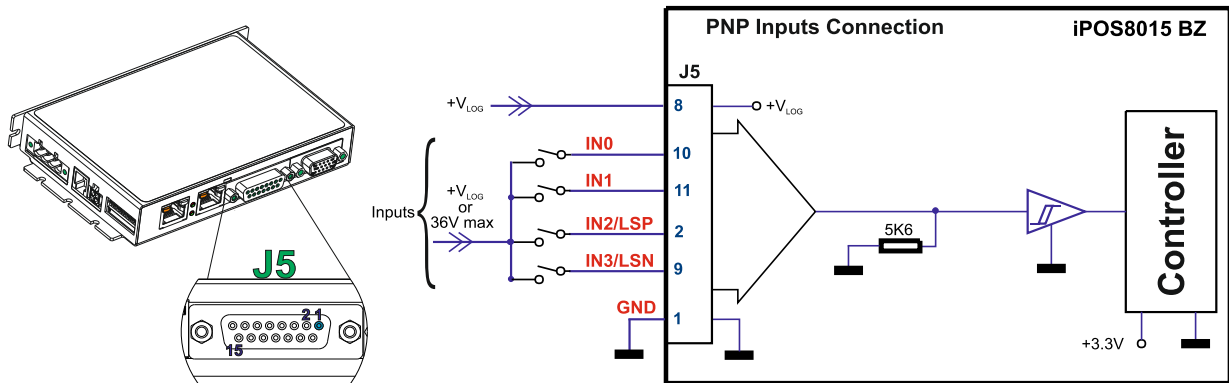 PNP Inputs Connection
iPOS8015 BZ
J5
+VLOG
8
+VLOG
IN0
10
IN1
11
Inputs
+VLOG
or
36V max
IN2/LSP
2
IN3/LSN
9
GND
1
5K6
Controller
+3.3V
J5
2 1
15